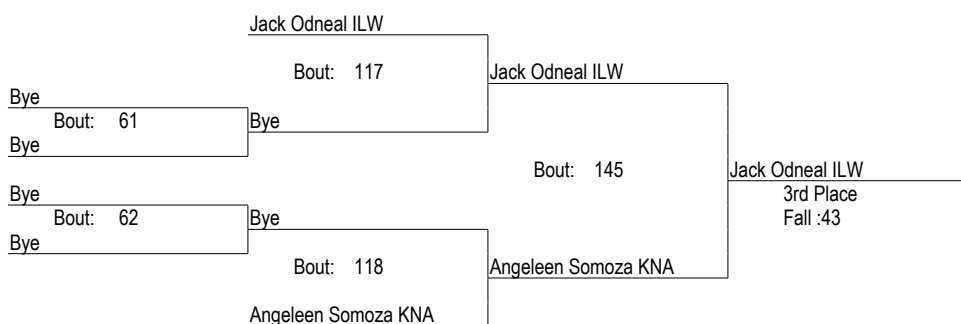 Jack Odneal ILW
Bout: 117
Jack Odneal ILW
Bye
Bout: 61
Bye
Bye
Bout: 145
Jack Odneal ILW
Bye
3rd Place
Bout: 62
Bye
Fall :43
Bye
Bout: 118
Angeleen Somoza KNA
Angeleen Somoza KNA